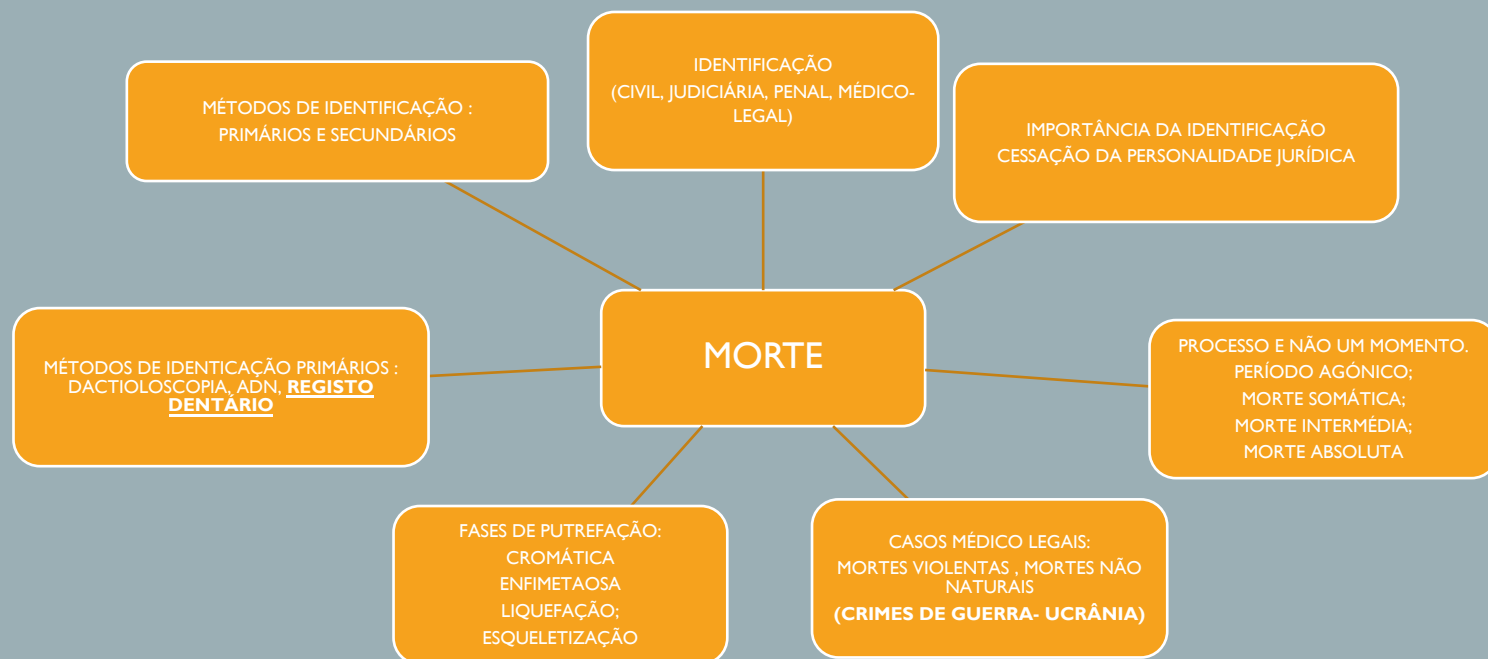 IDENTIFICAÇÃO
(CIVIL, JUDICIÁRIA, PENAL, MÉDICO-
LEGAL)
MÉTODOS DE IDENTIFICAÇÃO :
PRIMÁRIOS E SECUNDÁRIOS
IMPORTÂNCIA DA IDENTIFICAÇÃO
CESSAÇÃO DA PERSONALIDADE JURÍDICA
MORTE
MÉTODOS DE IDENTICAÇÃO PRIMÁRIOS :
DACTIOLOSCOPIA, ADN, REGISTO
DENTÁRIO
PROCESSO E NÃO UM MOMENTO.
PERÍODO AGÓNICO;
MORTE SOMÁTICA;
MORTE INTERMÉDIA;
MORTE ABSOLUTA
FASES DE PUTREFAÇÃO:
CROMÁTICA
ENFIMETAOSA
LIQUEFAÇÃO;
ESQUELETIZAÇÃO
CASOS MÉDICO LEGAIS:
MORTES VIOLENTAS , MORTES NÃO
NATURAIS
(CRIMES DE GUERRA- UCRÂNIA)